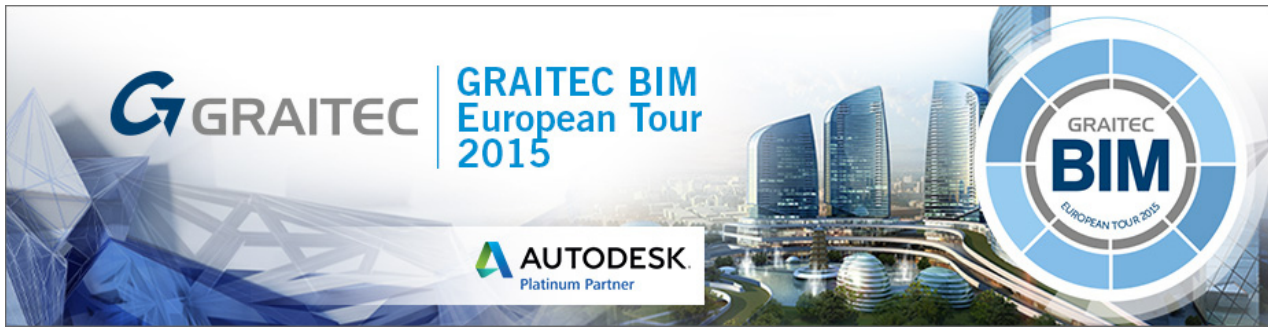 GRAITEC
GRAITEC BIM
European Tour
2015
AUTODESK.
Platinum Partner
GRAITEC
BIM
EUROPEAN TOUR 2015